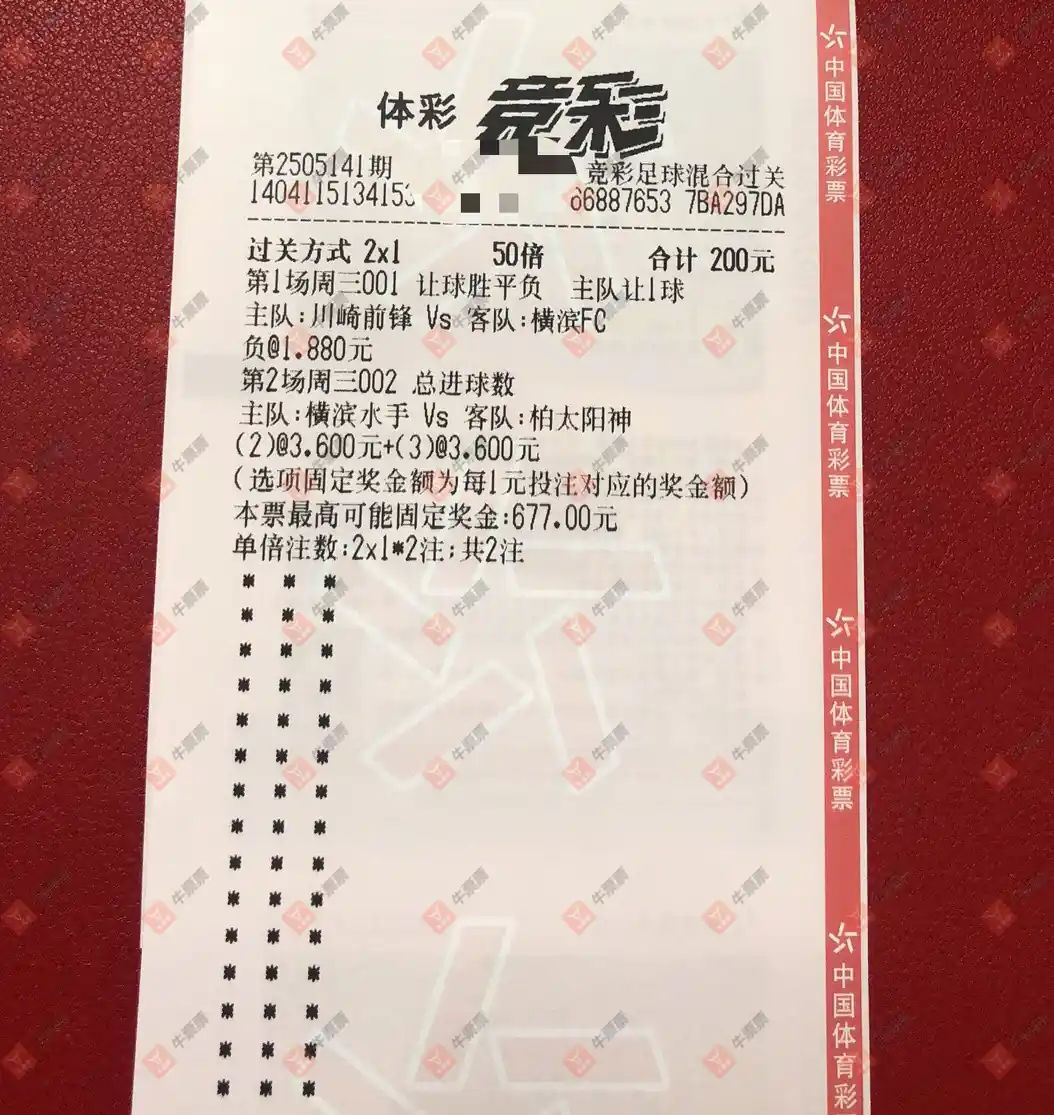 体彩 竞彩
第2505141期
竞彩足球混合过关
1404115134153
66887653 7BA297DA
过关方式 2x1 50倍 合计 200元
第1场周三001 让球胜平负 主队让1球
主队:川崎前锋 Vs 客队:横滨FC
负@1.880元
第2场周三002 总进球数
主队:横滨水手 Vs 客队:柏太阳神
(2)@3.600元+(3)@3.600元
(选项固定奖金额为每1元投注对应的奖金额)
本票最高可能固定奖金:677.00元
单倍注数:2x1*2注;共2注
中国体育彩票
中国体育彩票
中国体育彩票
中国体育彩
牛票票